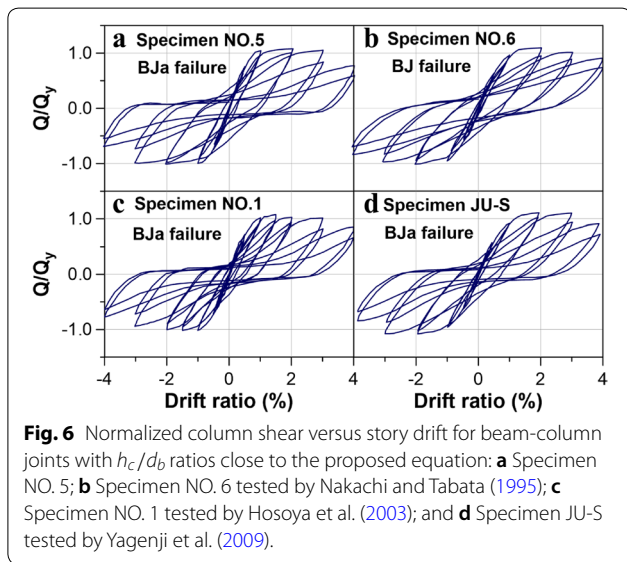 a Specimen NO.5
BJa failure
b Specimen NO.6
BJ failure
1.0
0.0
-1.0
Q/Qy
c Specimen NO.1
BJa failure
d Specimen JU-S
BJa failure
1.0
0.0
-1.0
Q/Qy
-4 -2 0 2 4 -2 0 2 4
Drift ratio (%) Drift ratio (%)
Fig. 6 Normalized column shear versus story drift for beam-column
joints with hc/db ratios close to the proposed equation: a Specimen
NO. 5; b Specimen NO. 6 tested by Nakachi and Tabata (1995); c
Specimen NO. 1 tested by Hosoya et al. (2003); and d Specimen JU-S
tested by Yagenji et al. (2009).